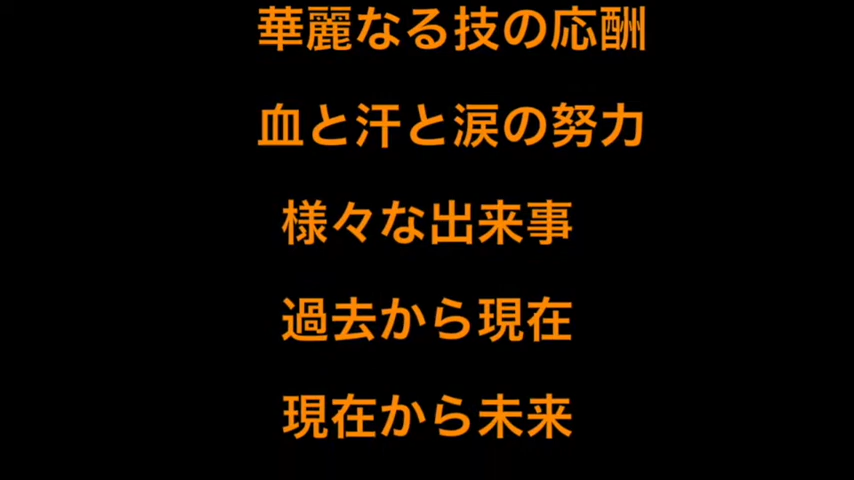 華麗なる技の応酬
血と汗と涙の努力
様々な出来事
過去から現在
現在から未来